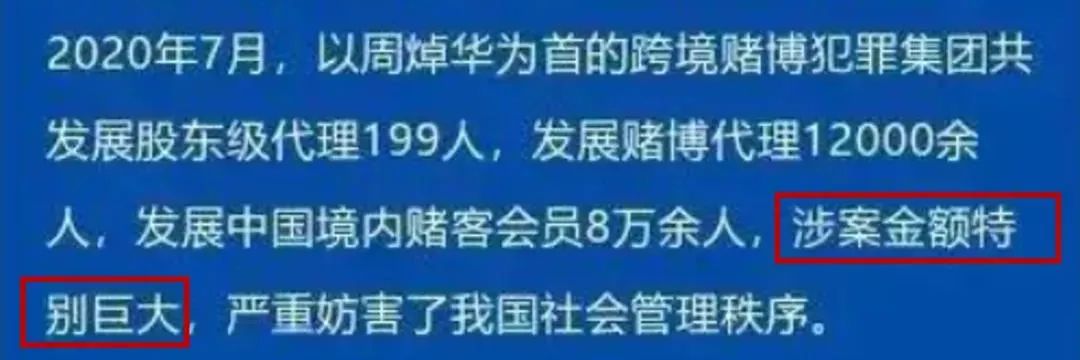 2020年7月，以周焯华为首的跨境赌博犯罪集团共
发展股东级代理199人，发展赌博代理12000余
人，发展中国境内赌客会员8万余人，涉案金额特
别巨大，严重妨害了我国社会管理秩序。